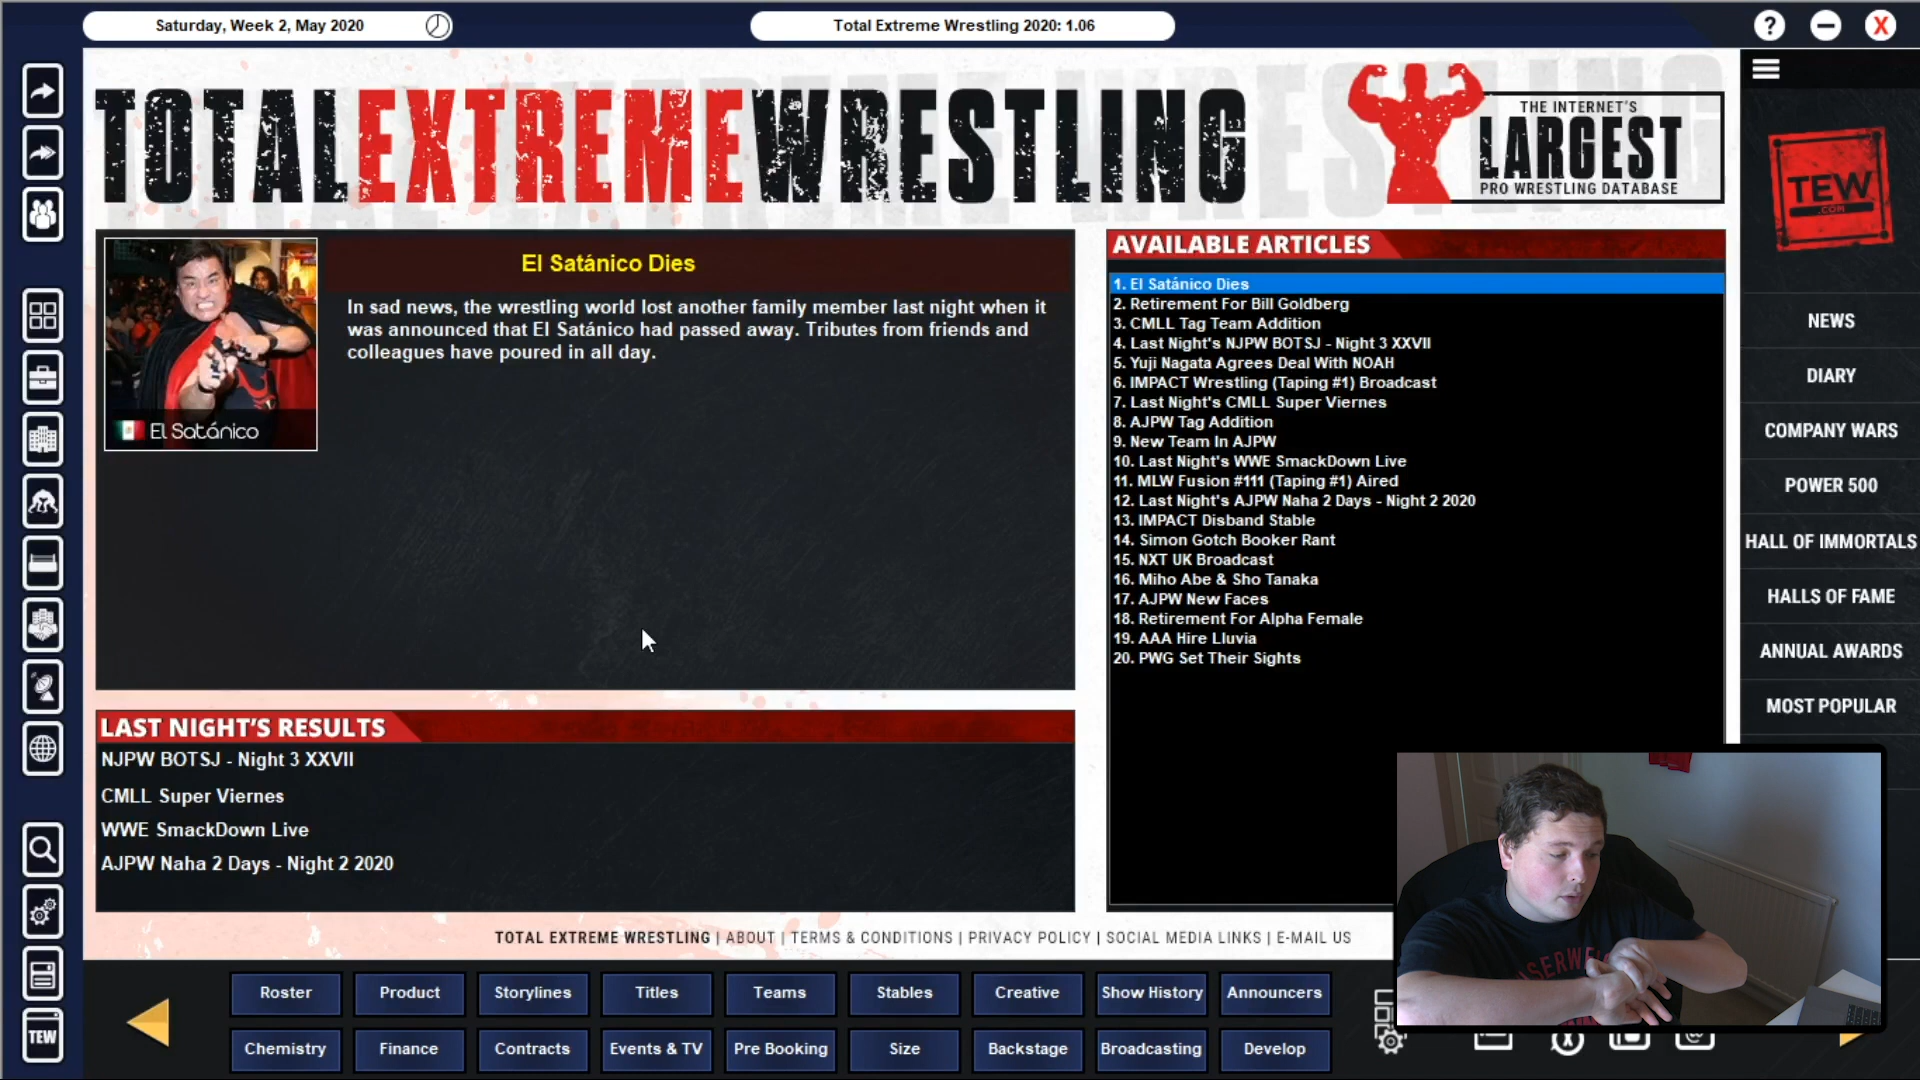 Saturday, Week 2, May 2020
Total Extreme Wrestling 2020: 1.06
?
X
TOTALEXTREMEWRESTLING
THE INTERNET'S
LARGEST
PRO WRESTLING DATABASE
TEW
.COM
El Satánico Dies
In sad news, the wrestling world lost another family member last night when it
was announced that El Satánico had passed away. Tributes from friends and
colleagues have poured in all day.
El Satánico
AVAILABLE ARTICLES
1. El Satánico Dies
2. Retirement For Bill Goldberg
3. CMLL Tag Team Addition
4. Last Night's NJPW BOTSJ - Night 3 XXVII
5. Yuji Nagata Agrees Deal With NOAH
6. IMPACT Wrestling (Taping #1) Broadcast
7. Last Night's CMLL Super Viernes
8. AJPW Tag Addition
9. New Team In AJPW
10. Last Night's WWE SmackDown Live
11. MLW Fusion #111 (Taping #1) Aired
12. Last Night's AJPW Naha 2 Days - Night 2 2020
13. IMPACT Disband Stable
14. Simon Gotch Booker Rant
15. NXT UK Broadcast
16. Miho Abe & Sho Tanaka
17. AJPW New Faces
18. Retirement For Alpha Female
19. AAA Hire Lluvia
20. PWG Set Their Sights
NEWS
DIARY
COMPANY WARS
POWER 500
HALL OF IMMORTALS
HALLS OF FAME
ANNUAL AWARDS
MOST POPULAR
LAST NIGHT'S RESULTS
NJPW BOTSJ - Night 3 XXVII
CMLL Super Viernes
WWE SmackDown Live
AJPW Naha 2 Days - Night 2 2020
TOTAL EXTREME WRESTLING | ABOUT | TERMS & CONDITIONS | PRIVACY POLICY | SOCIAL MEDIA LINKS | E-MAIL US
Roster
Product
Storylines
Titles
Teams
Stables
Creative
Show History
Announcers
Chemistry
Finance
Contracts
Events & TV
Pre Booking
Size
Backstage
Broadcasting
Develop
TEW